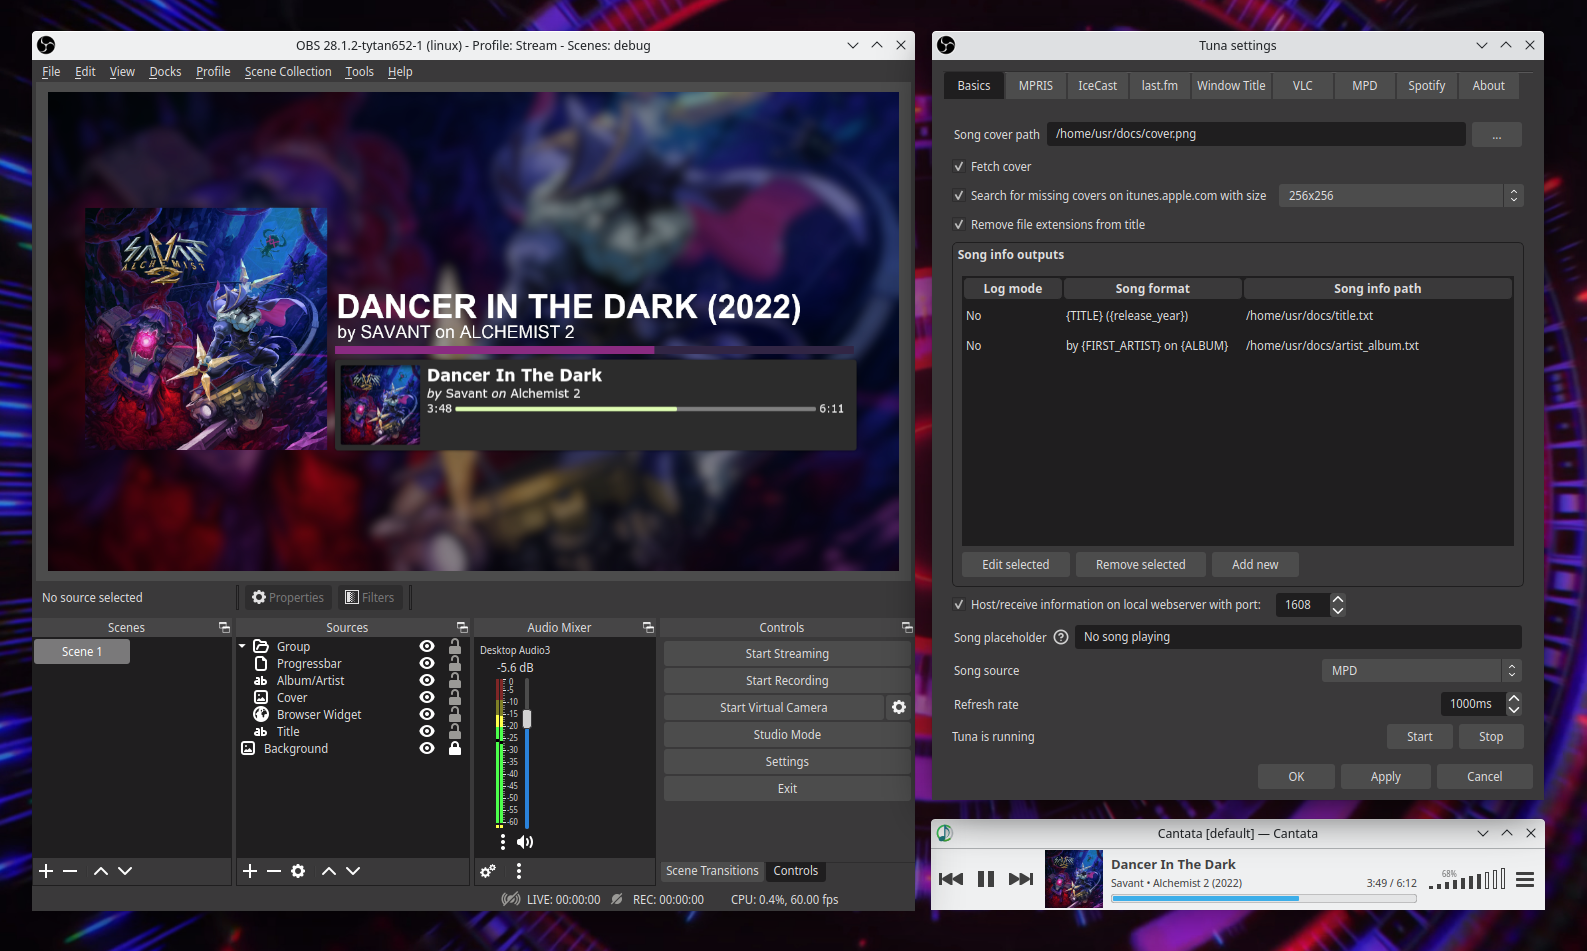 OBS 28.1.2-tytan652-1 (linux) - Profile: Stream - Scenes: debug
File Edit View Docks Profile Scene Collection Tools Help
SAVANT
ALCHEMIST
2
DANCER IN THE DARK (2022)
by SAVANT on ALCHEMIST 2
Dancer In The Dark
by Savant on Alchemist 2
3:48 6:11
No source selected Properties Filters
Scenes
Scene 1
Sources
Group
Progressbar
Album/Artist
Cover
Browser Widget
Title
Background
Audio Mixer
Desktop Audio3
-5.6 dB
0
-5
-10
-15
-20
-25
-30
-35
-40
-45
-50
-55
-60
Controls
Start Streaming
Start Recording
Start Virtual Camera
Studio Mode
Settings
Exit
Scene Transitions Controls
LIVE: 00:00:00 REC: 00:00:00 CPU: 0.4%, 60.00 fps
Tuna settings
Basics MPRIS IceCast last.fm Window Title VLC MPD Spotify About
Song cover path /home/usr/docs/cover.png ...
Fetch cover
Search for missing covers on itunes.apple.com with size 256x256
Remove file extensions from title
Song info outputs
Log mode Song format Song info path
No {TITLE} ({release_year}) /home/usr/docs/title.txt
No by {FIRST_ARTIST} on {ALBUM} /home/usr/docs/artist_album.txt
Edit selected Remove selected Add new
Host/receive information on local webserver with port: 1608
Song placeholder ? No song playing
Song source MPD
Refresh rate 1000ms
Tuna is running Start Stop
OK Apply Cancel
Cantata [default] — Cantata
Dancer In The Dark
Savant • Alchemist 2 (2022) 3:49 / 6:12 68%